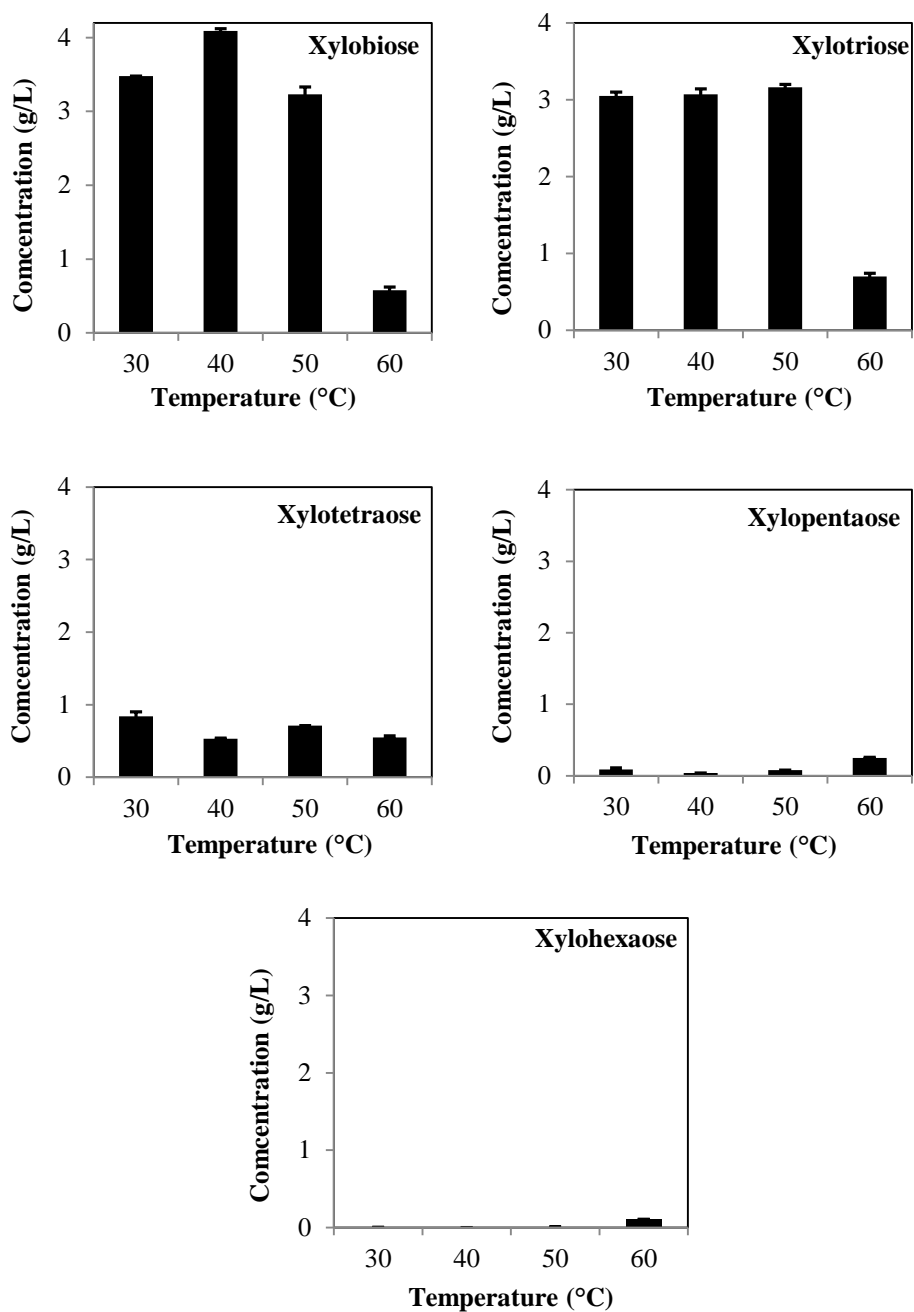 Xylobiose
Comcentration (g/L)
4
3
2
1
0
30 40 50 60
Temperature (°C)
Xylotriose
Comcentration (g/L)
4
3
2
1
0
30 40 50 60
Temperature (°C)
Xylotetraose
Comcentration (g/L)
4
3
2
1
0
30 40 50 60
Temperature (°C)
Xylopentaose
Comcentration (g/L)
4
3
2
1
0
30 40 50 60
Temperature (°C)
Xylohexaose
Comcentration (g/L)
4
3
2
1
0
30 40 50 60
Temperature (°C)